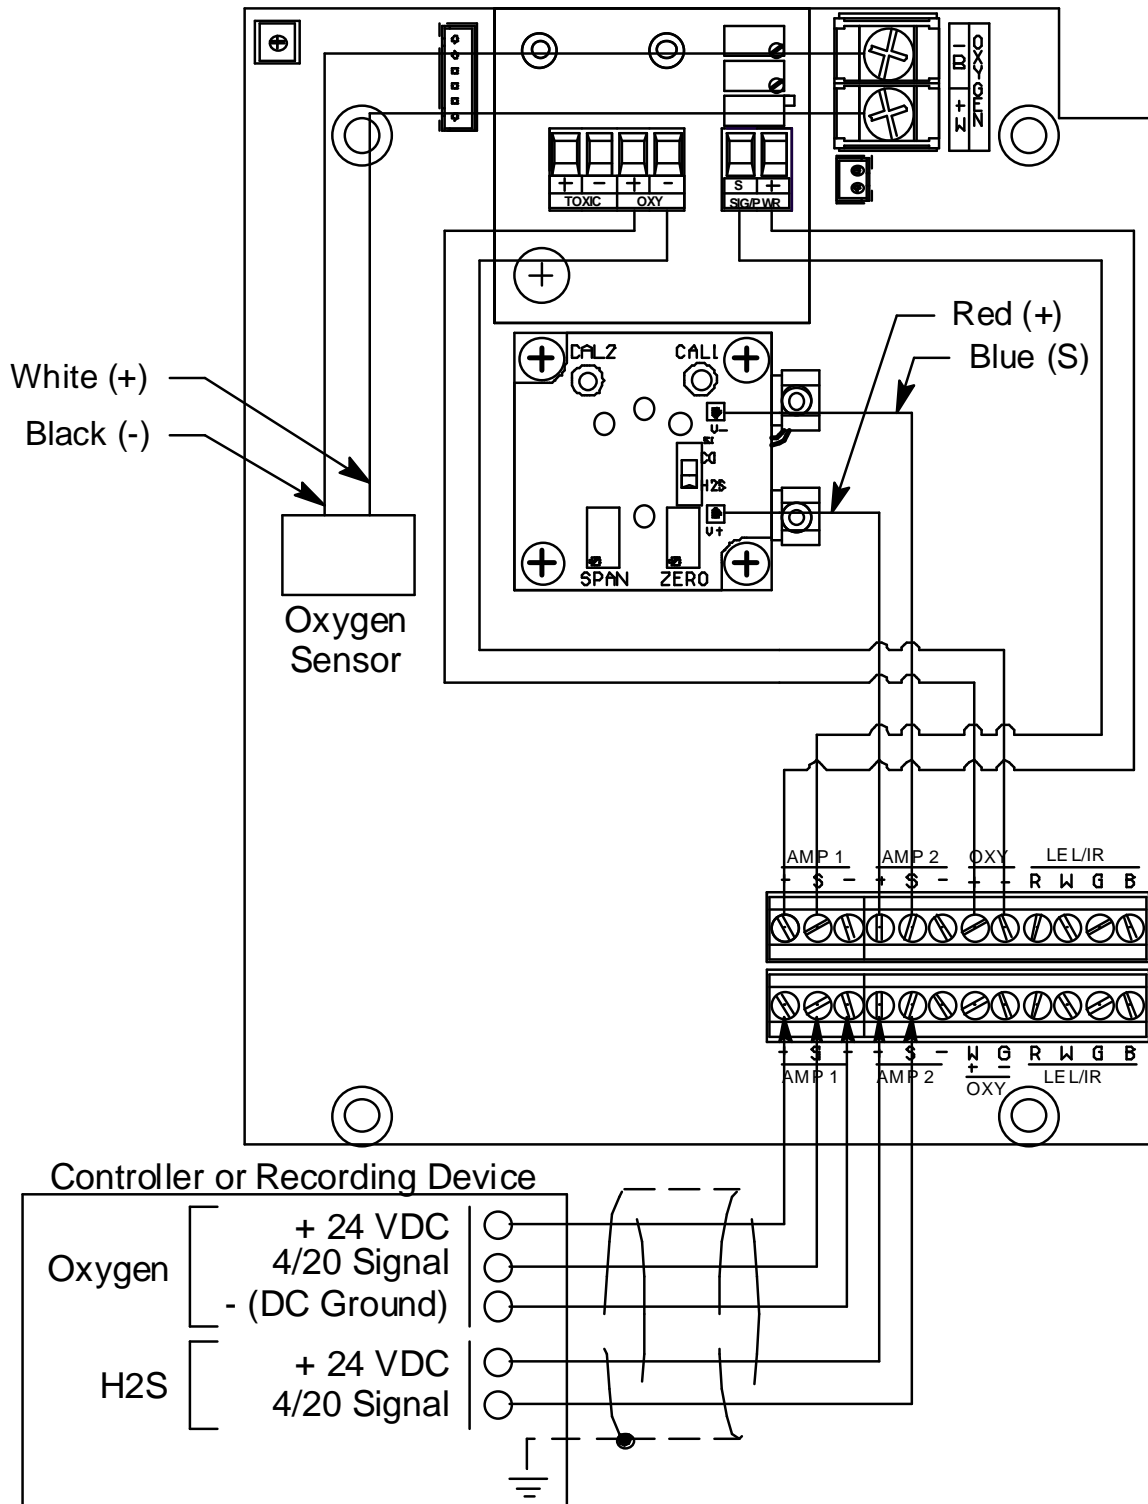 - B
+ W
OXYGEN
+ - + -
TOXIC OXY
S +
SIG/PWR
Red (+)
Blue (S)
White (+)
Black (-)
CAL2 CAL1
V-
H2S
V+
SPAN ZERO
Oxygen
Sensor
AMP 1 AMP 2 OXY LEL/IR
S - + S - R W G B
S - S - W G R W G B
+ -
AMP 1 AMP 2 OXY LEL/IR
Controller or Recording Device
Oxygen
+ 24 VDC
4/20 Signal
- (DC Ground)
H2S
+ 24 VDC
4/20 Signal